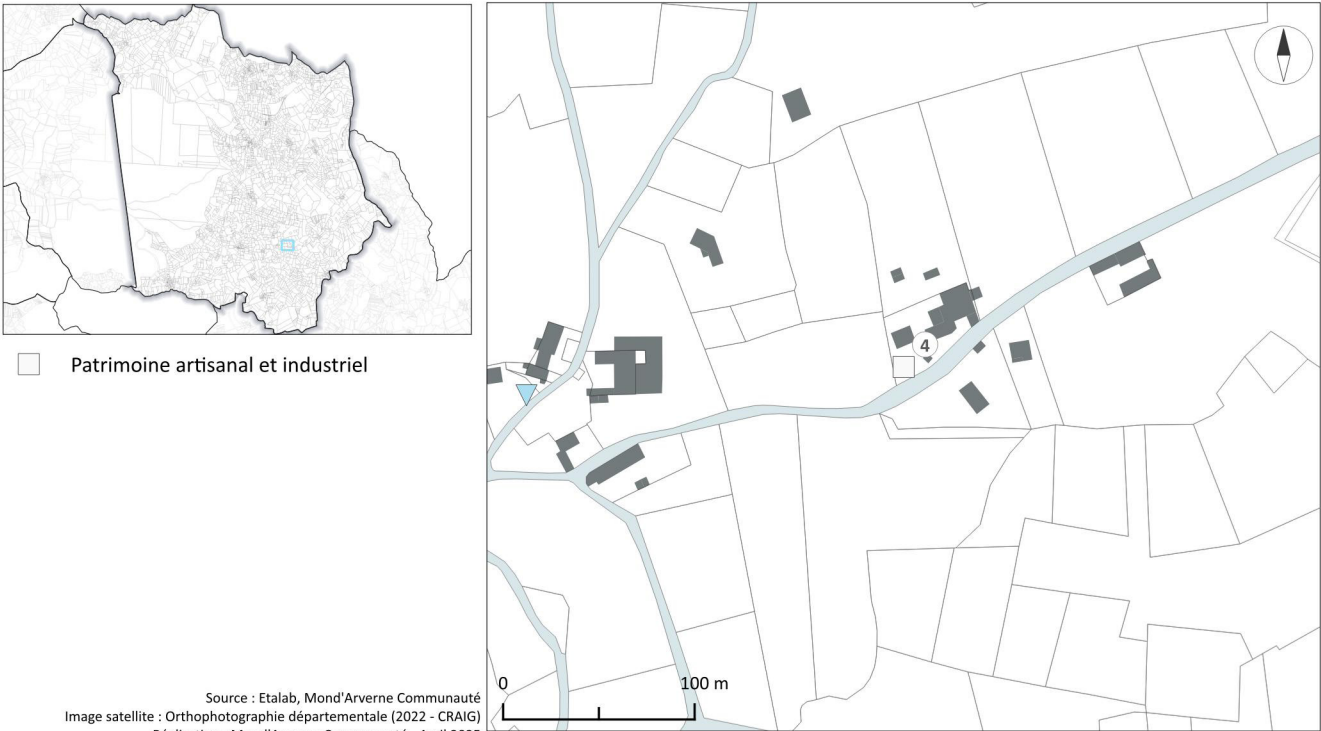 Patrimoine artisanal et industriel
4
0 100 m
Source : Etalab, Mond'Arverne Communauté
Image satellite : Orthophotographie départementale (2022 - CRAIG)